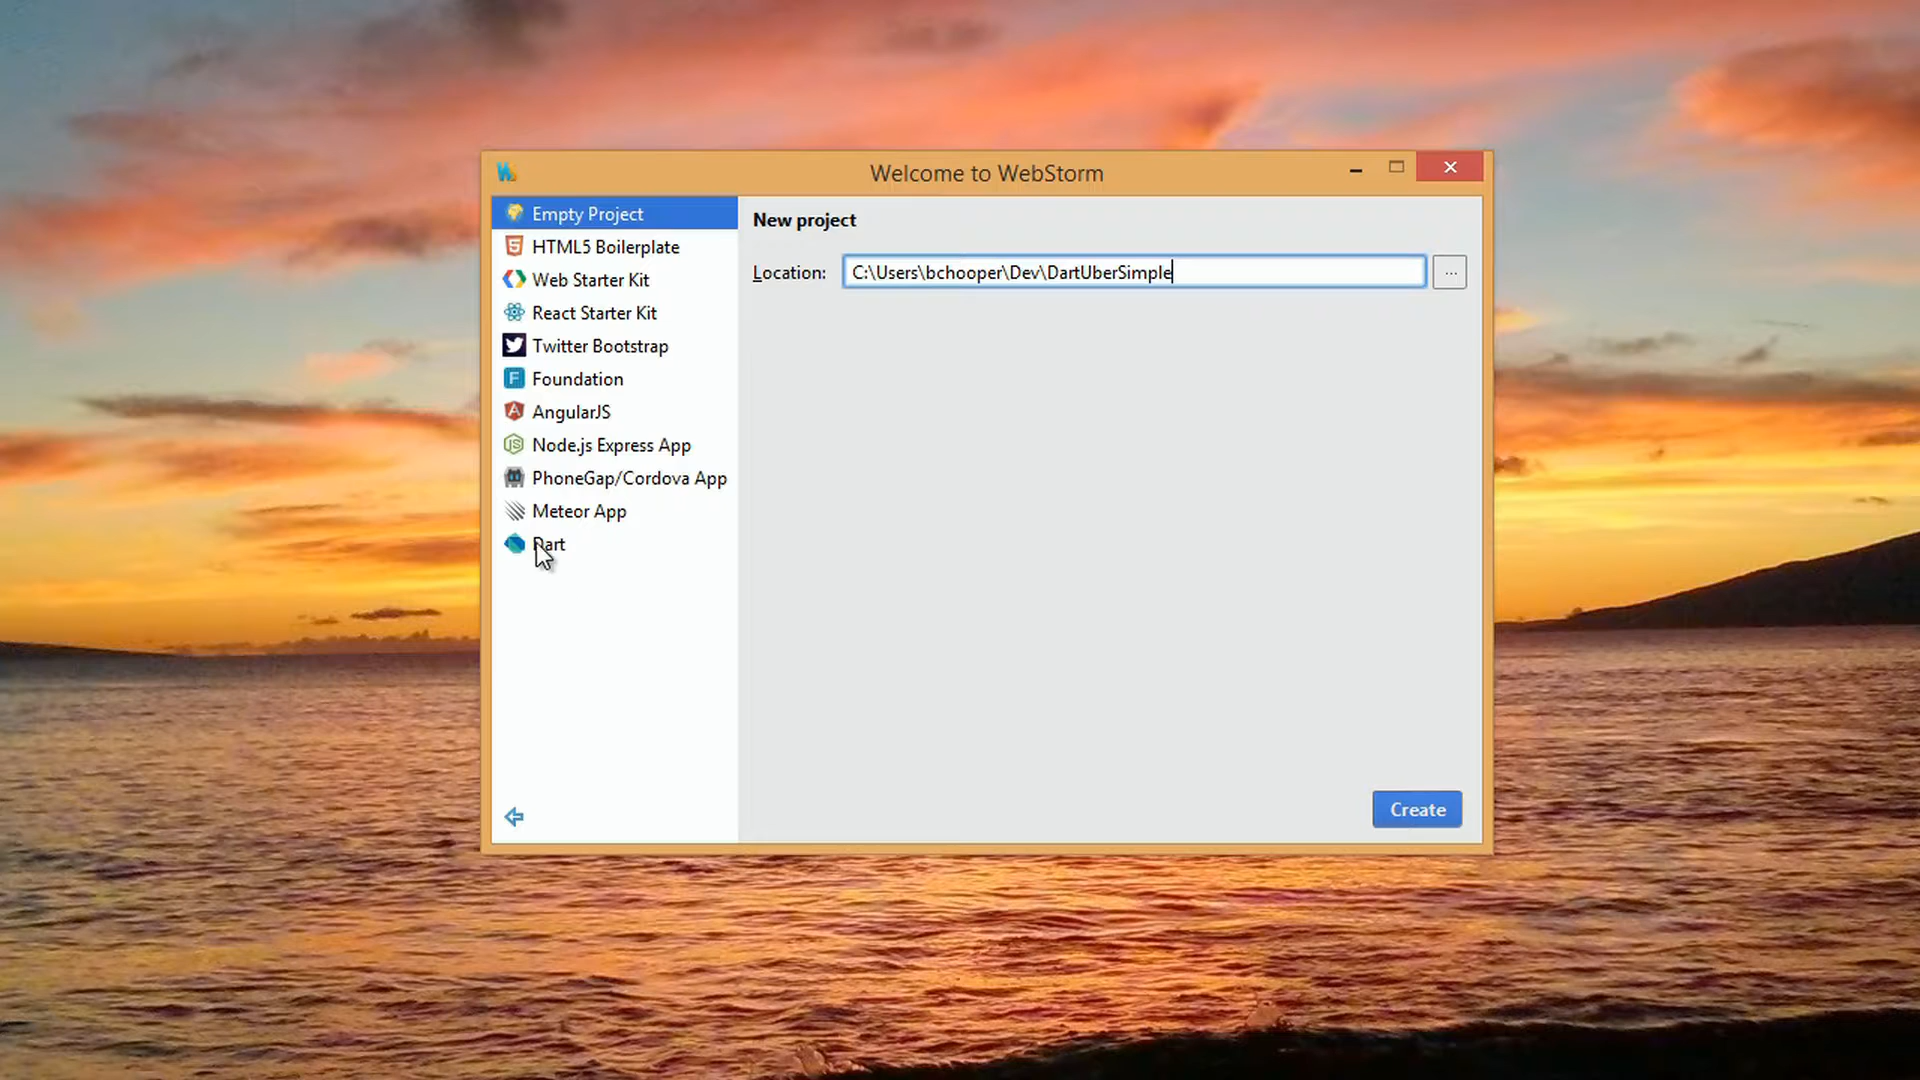 Welcome to WebStorm
Empty Project
HTML5 Boilerplate
Web Starter Kit
React Starter Kit
Twitter Bootstrap
Foundation
AngularJS
Node.js Express App
PhoneGap/Cordova App
Meteor App
Dart
New project
Location: C:\Users\bchooper\Dev\DartUberSimple ...
Create